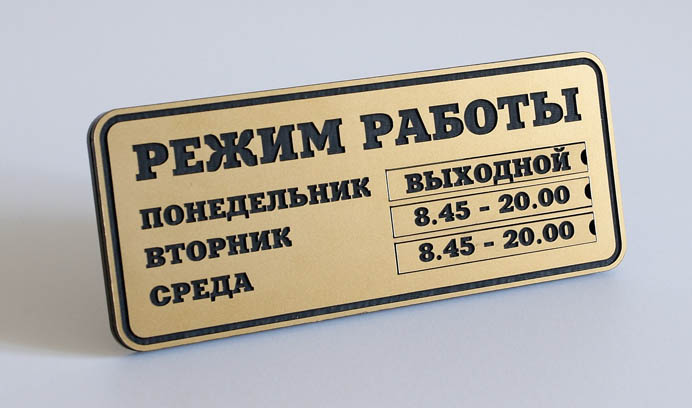 РЕЖИМ РАБОТЫ
ПОНЕДЕЛЬНИК ВЫХОДНОЙ
ВТОРНИК 8.45 - 20.00
СРЕДА 8.45 - 20.00